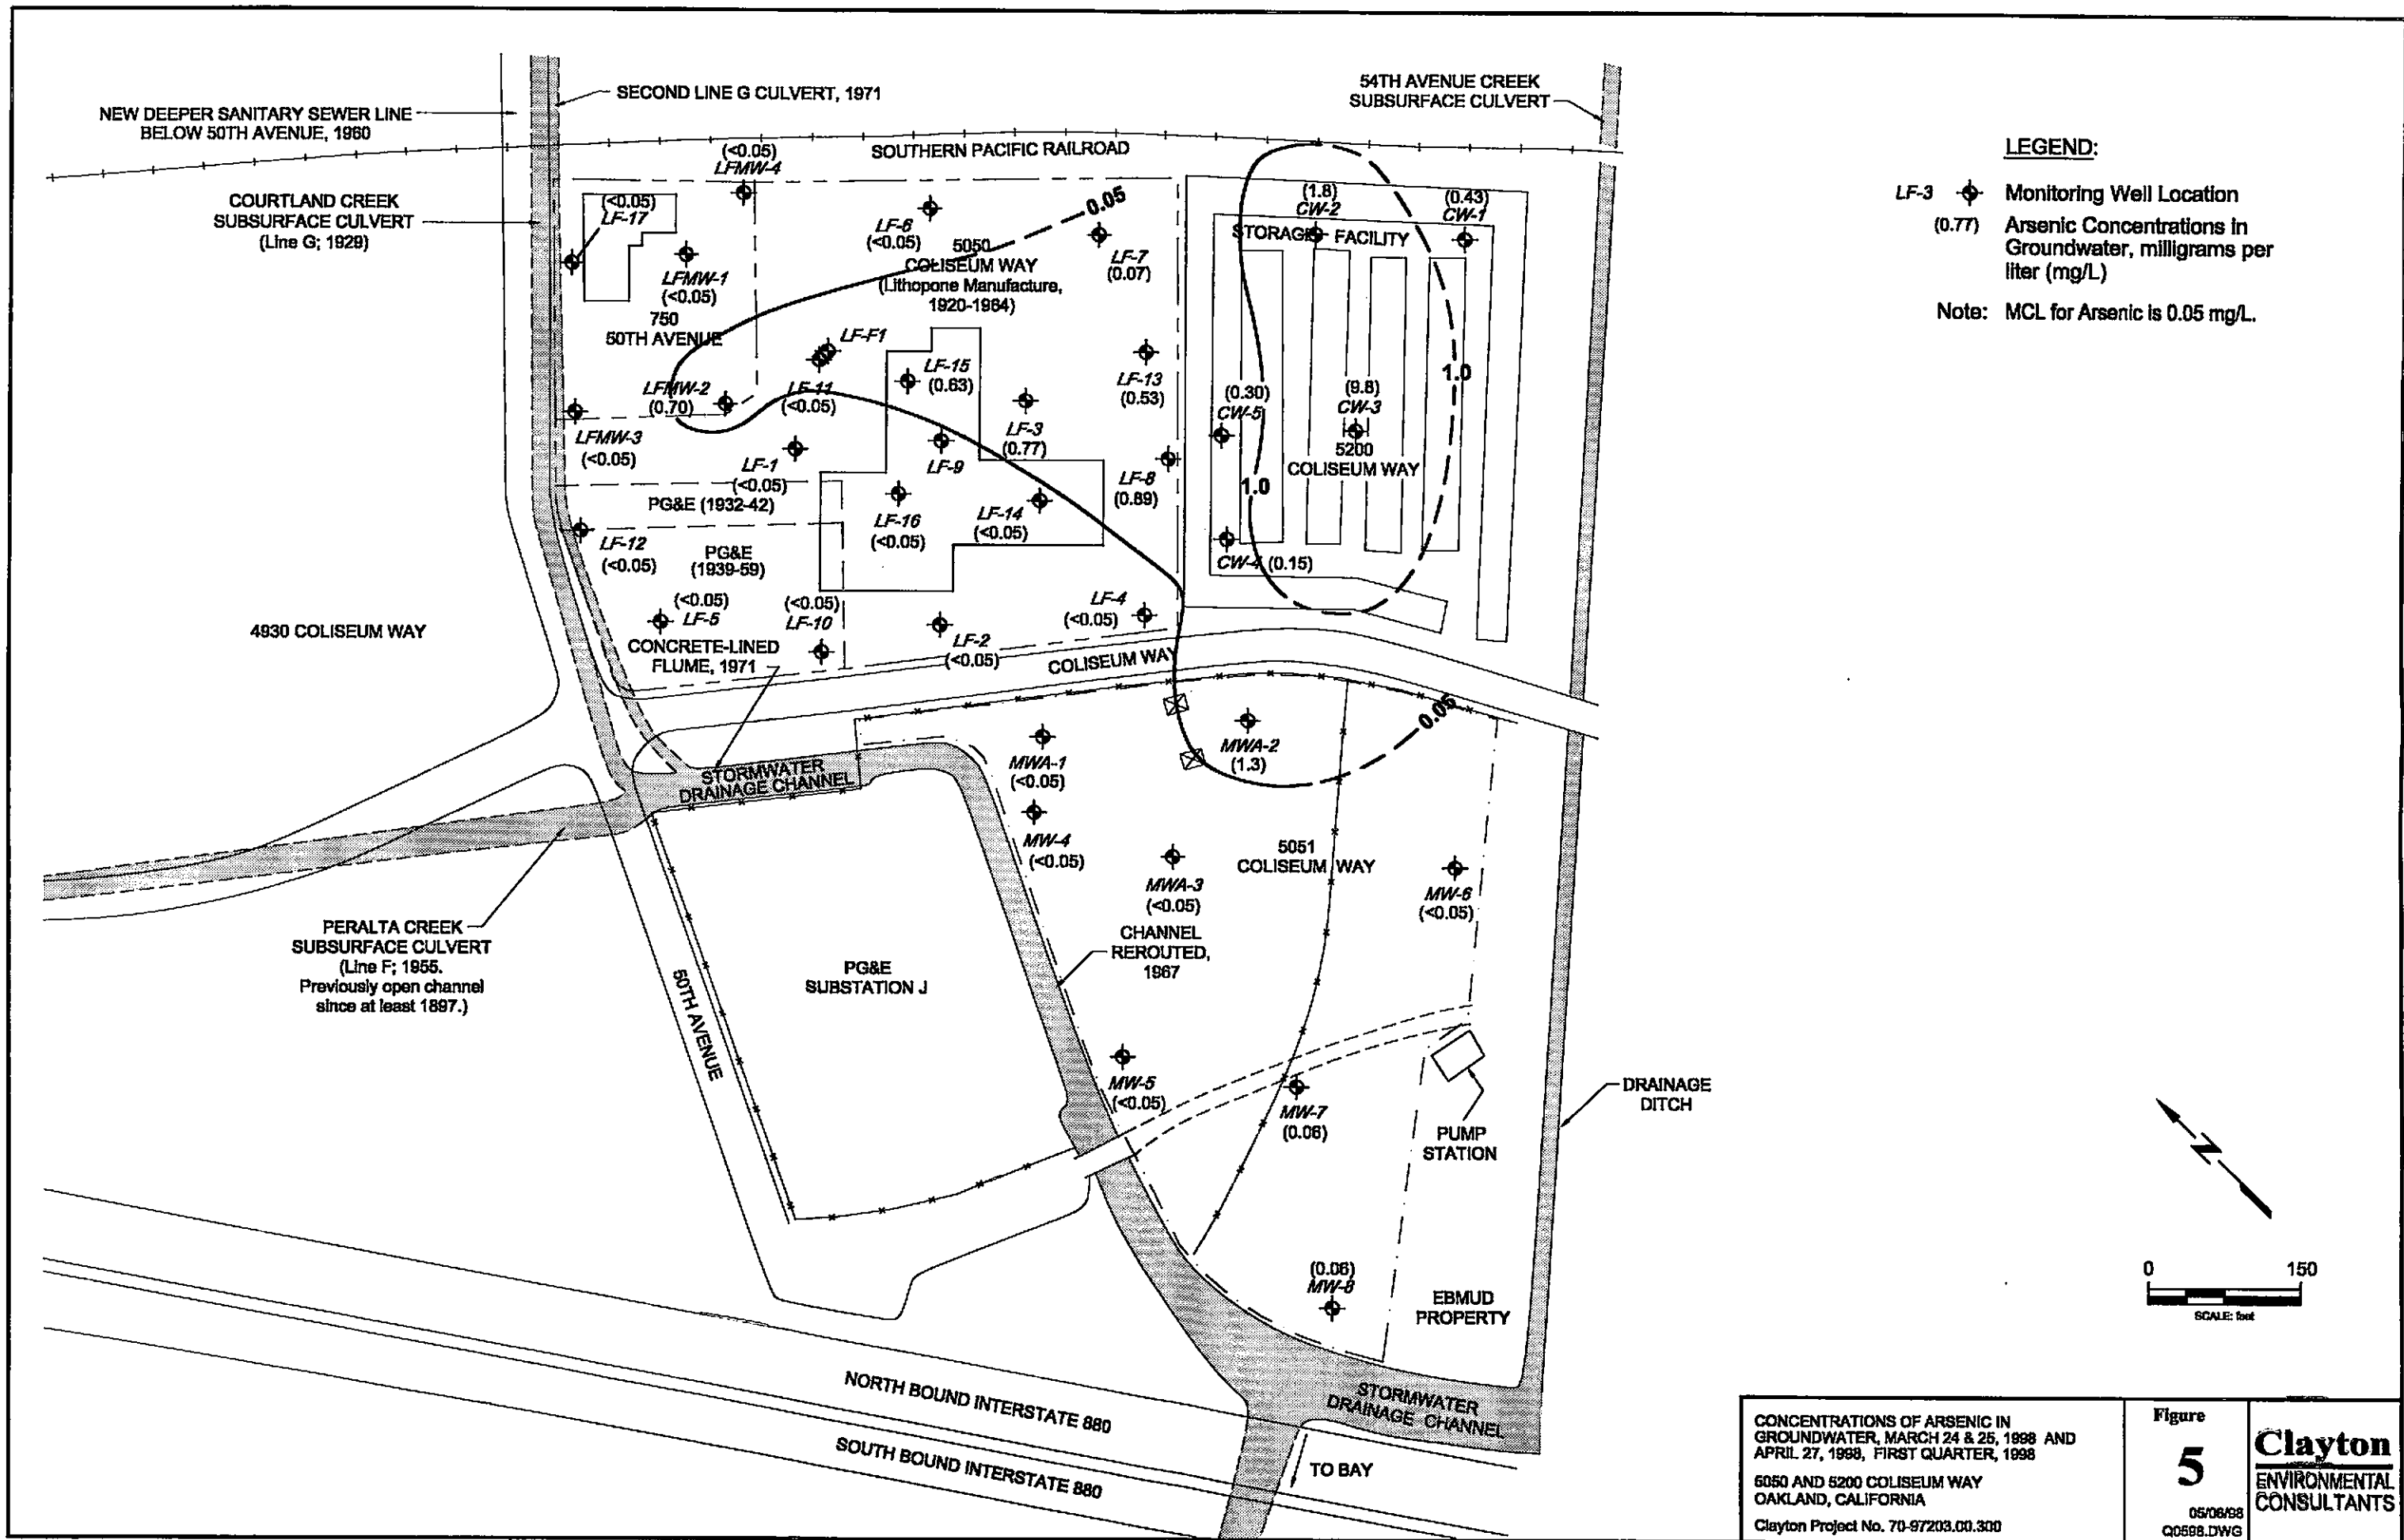 SECOND LINE G CULVERT, 1971
NEW DEEPER SANITARY SEWER LINE
BELOW 50TH AVENUE, 1960
54TH AVENUE CREEK
SUBSURFACE CULVERT
SOUTHERN PACIFIC RAILROAD
COURTLAND CREEK
SUBSURFACE CULVERT
(Line G; 1929)
LEGEND:
LF-3 Monitoring Well Location
(0.77) Arsenic Concentrations in
Groundwater, milligrams per
liter (mg/L)
Note: MCL for Arsenic is 0.05 mg/L.
(<0.05)
LFMW-4
(<0.05)
LF-17
LFMW-1
(<0.05)
750
50TH AVENUE
LF-6
(<0.05)
0.05
5050
COLISEUM WAY
(Lithopone Manufacture,
1920-1964)
LF-7
(0.07)
(1.8)
CW-2
(0.43)
CW-1
STORAGE FACILITY
LF-F1
LF-11
(<0.05)
LF-15
(0.63)
LFMW-2
(0.70)
LF-13
(0.53)
(0.30)
CW-5
(9.8)
CW-3
1.0
5200
COLISEUM WAY
LFMW-3
(<0.05)
LF-1
(<0.05)
LF-9
LF-3
(0.77)
LF-8
(0.89)
1.0
PG&E (1932-42)
LF-16
(<0.05)
LF-14
(<0.05)
LF-12
(<0.05)
PG&E
(1939-59)
CW-4 (0.15)
(<0.05)
LF-5
(<0.05)
LF-10
LF-4
(<0.05)
LF-2
(<0.05)
4930 COLISEUM WAY
CONCRETE-LINED
FLUME, 1971
COLISEUM WAY
0.05
MWA-1
(<0.05)
MWA-2
(1.3)
STORMWATER
DRAINAGE CHANNEL
MW-4
(<0.05)
MWA-3
(<0.05)
5051
COLISEUM WAY
MW-6
(<0.05)
PERALTA CREEK
SUBSURFACE CULVERT
(Line F; 1955.
Previously open channel
since at least 1897.)
CHANNEL
REROUTED,
1967
PG&E
SUBSTATION J
50TH AVENUE
MW-5
(<0.05)
MW-7
(0.06)
PUMP
STATION
DRAINAGE
DITCH
N
(0.06)
MW-8
EBMUD
PROPERTY
0 150
SCALE: feet
NORTH BOUND INTERSTATE 880
SOUTH BOUND INTERSTATE 880
STORMWATER
DRAINAGE CHANNEL
TO BAY
CONCENTRATIONS OF ARSENIC IN
GROUNDWATER, MARCH 24 & 25, 1998 AND
APRIL 27, 1998, FIRST QUARTER, 1998
5050 AND 5200 COLISEUM WAY
OAKLAND, CALIFORNIA
Clayton Project No. 70-97203.00.300
Figure
5
05/06/98
Q0598.DWG
Clayton
ENVIRONMENTAL
CONSULTANTS